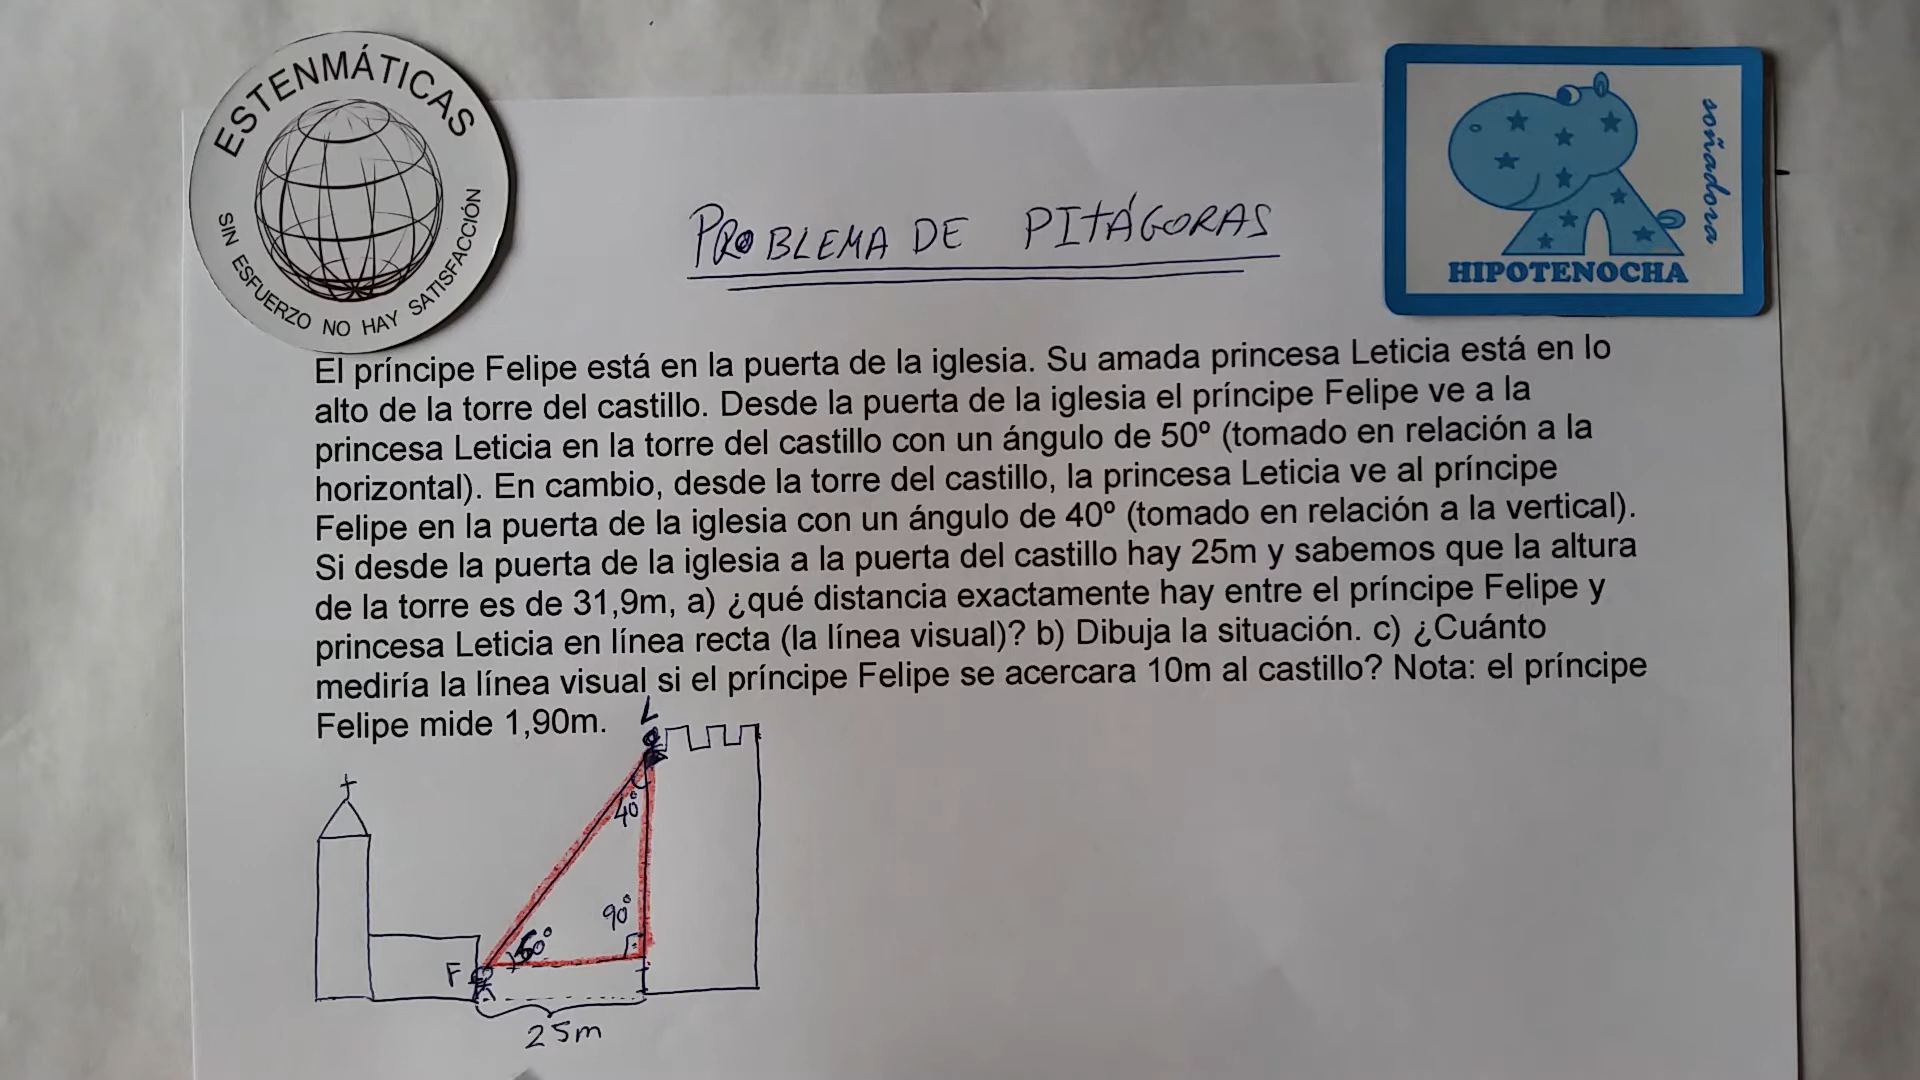 ESTENMÁTICAS
SIN ESFUERZO NO HAY SATISFACCIÓN
soñadora
HIPOTENOCHA
PROBLEMA DE PITÁGORAS
El príncipe Felipe está en la puerta de la iglesia. Su amada princesa Leticia está en lo
alto de la torre del castillo. Desde la puerta de la iglesia el príncipe Felipe ve a la
princesa Leticia en la torre del castillo con un ángulo de 50º (tomado en relación a la
horizontal). En cambio, desde la torre del castillo, la princesa Leticia ve al príncipe
Felipe en la puerta de la iglesia con un ángulo de 40º (tomado en relación a la vertical).
Si desde la puerta de la iglesia a la puerta del castillo hay 25m y sabemos que la altura
de la torre es de 31,9m, a) ¿qué distancia exactamente hay entre el príncipe Felipe y
princesa Leticia en línea recta (la línea visual)? b) Dibuja la situación. c) ¿Cuánto
mediría la línea visual si el príncipe Felipe se acercara 10m al castillo? Nota: el príncipe
Felipe mide 1,90m.
L
40°
90°
50°
F
25m